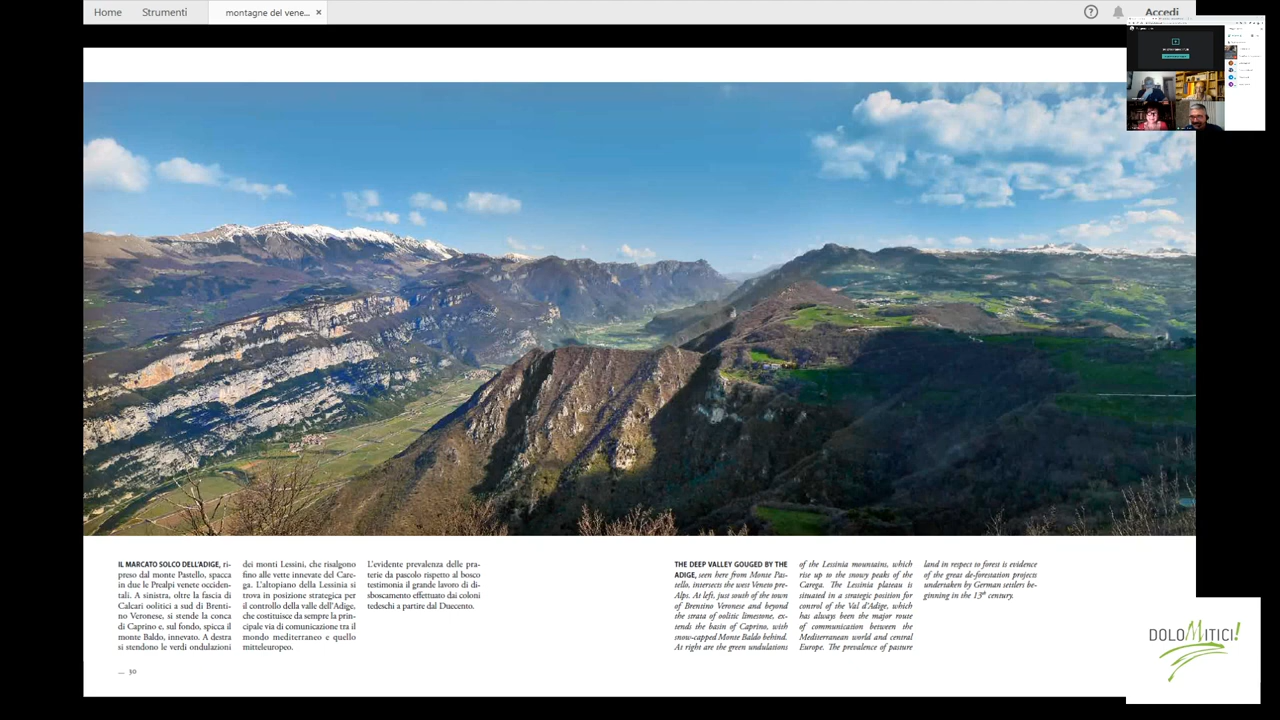 Home
Strumenti
montagne del vene... ×
Accedi
IL MARCATO SOLCO DELL'ADIGE, ri-
preso dal monte Pastello, spacca
in due le Prealpi venete occiden-
tali. A sinistra, oltre la fascia di
Calcari oolitici a sud di Brenti-
no Veronese, si stende la conca
di Caprino e, sul fondo, spicca il
monte Baldo, innevato. A destra
si stendono le verdi ondulazioni
dei monti Lessini, che risalgono
fino alle vette innevate del Care-
ga. L'altopiano della Lessinia si
trova in posizione strategica per
il controllo della valle dell'Adige,
che costituisce da sempre la prin-
cipale via di comunicazione tra il
mondo mediterraneo e quello
mitteleuropeo.
L'evidente prevalenza delle pra-
terie da pascolo rispetto al bosco
testimonia il grande lavoro di di-
sboscamento effettuato dai coloni
tedeschi a partire dal Duecento.
THE DEEP VALLEY GOUGED BY THE
ADIGE, seen here from Monte Pas-
tello, intersects the west Veneto pre-
Alps. At left, just south of the town
of Brentino Veronese and beyond
the strata of oolitic limestone, ex-
tends the basin of Caprino, with
snow-capped Monte Baldo behind.
At right are the green undulations
of the Lessinia mountains, which
rise up to the snowy peaks of the
Carega. The Lessinia plateau is
situated in a strategic position for
control of the Val d'Adige, which
has always been the major route
of communication between the
Mediterranean world and central
Europe. The prevalence of pasture
land in respect to forest is evidence
of the great de-forestation projects
undertaken by German settlers be-
ginning in the 13th century.
30
DOLOMITICI!